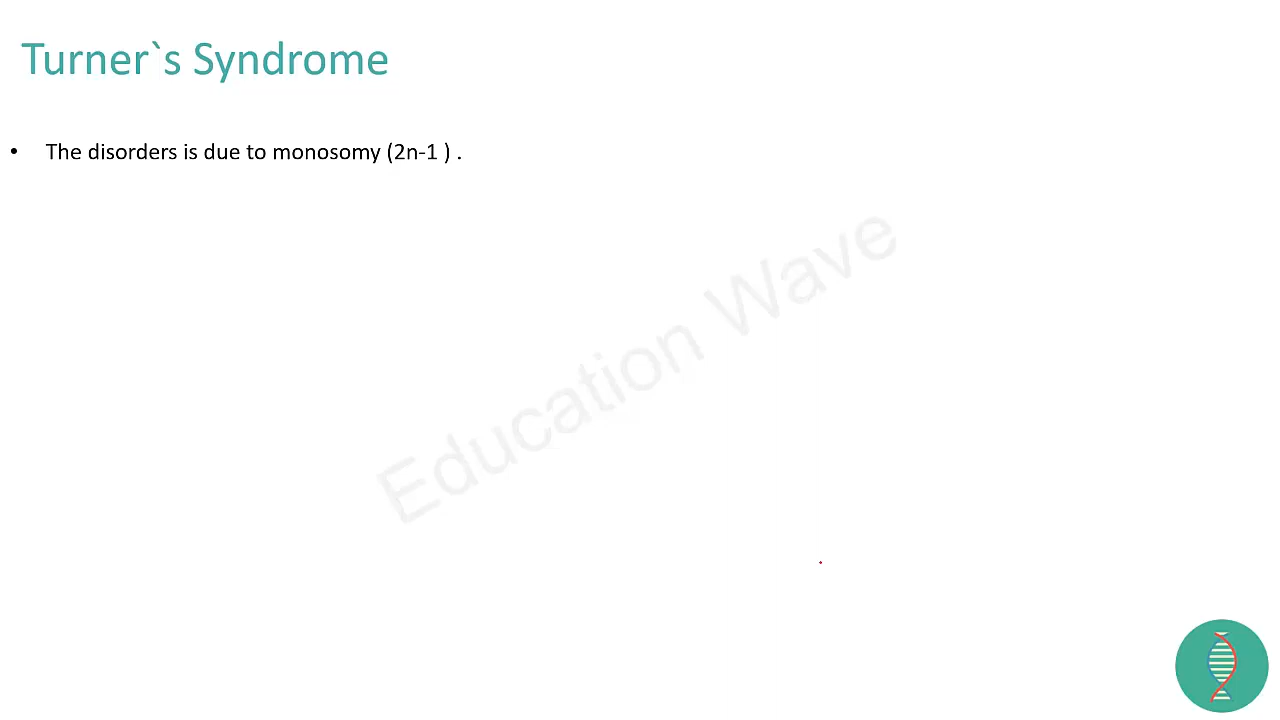 Turner`s Syndrome
• The disorders is due to monosomy (2n-1 ) .
Education Wave